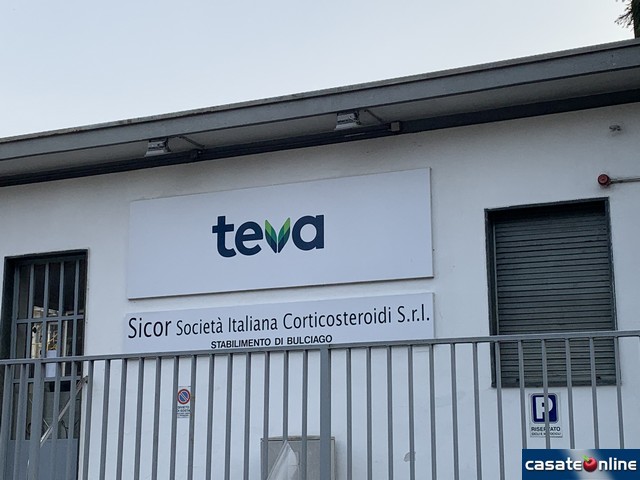 teva
Sicor Società Italiana Corticosteroidi S.r.l.
STABILIMENTO DI BULCIAGO
P
RISERVATO
casateonline